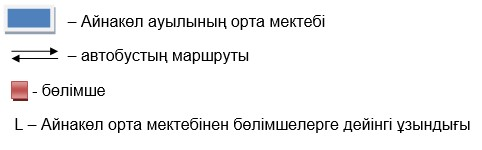 – Айнакөл ауылының орта мектебі
– автобустың маршруты
- бөлімше
L – Айнакөл орта мектебінен бөлімшелерге дейінгі ұзындығы